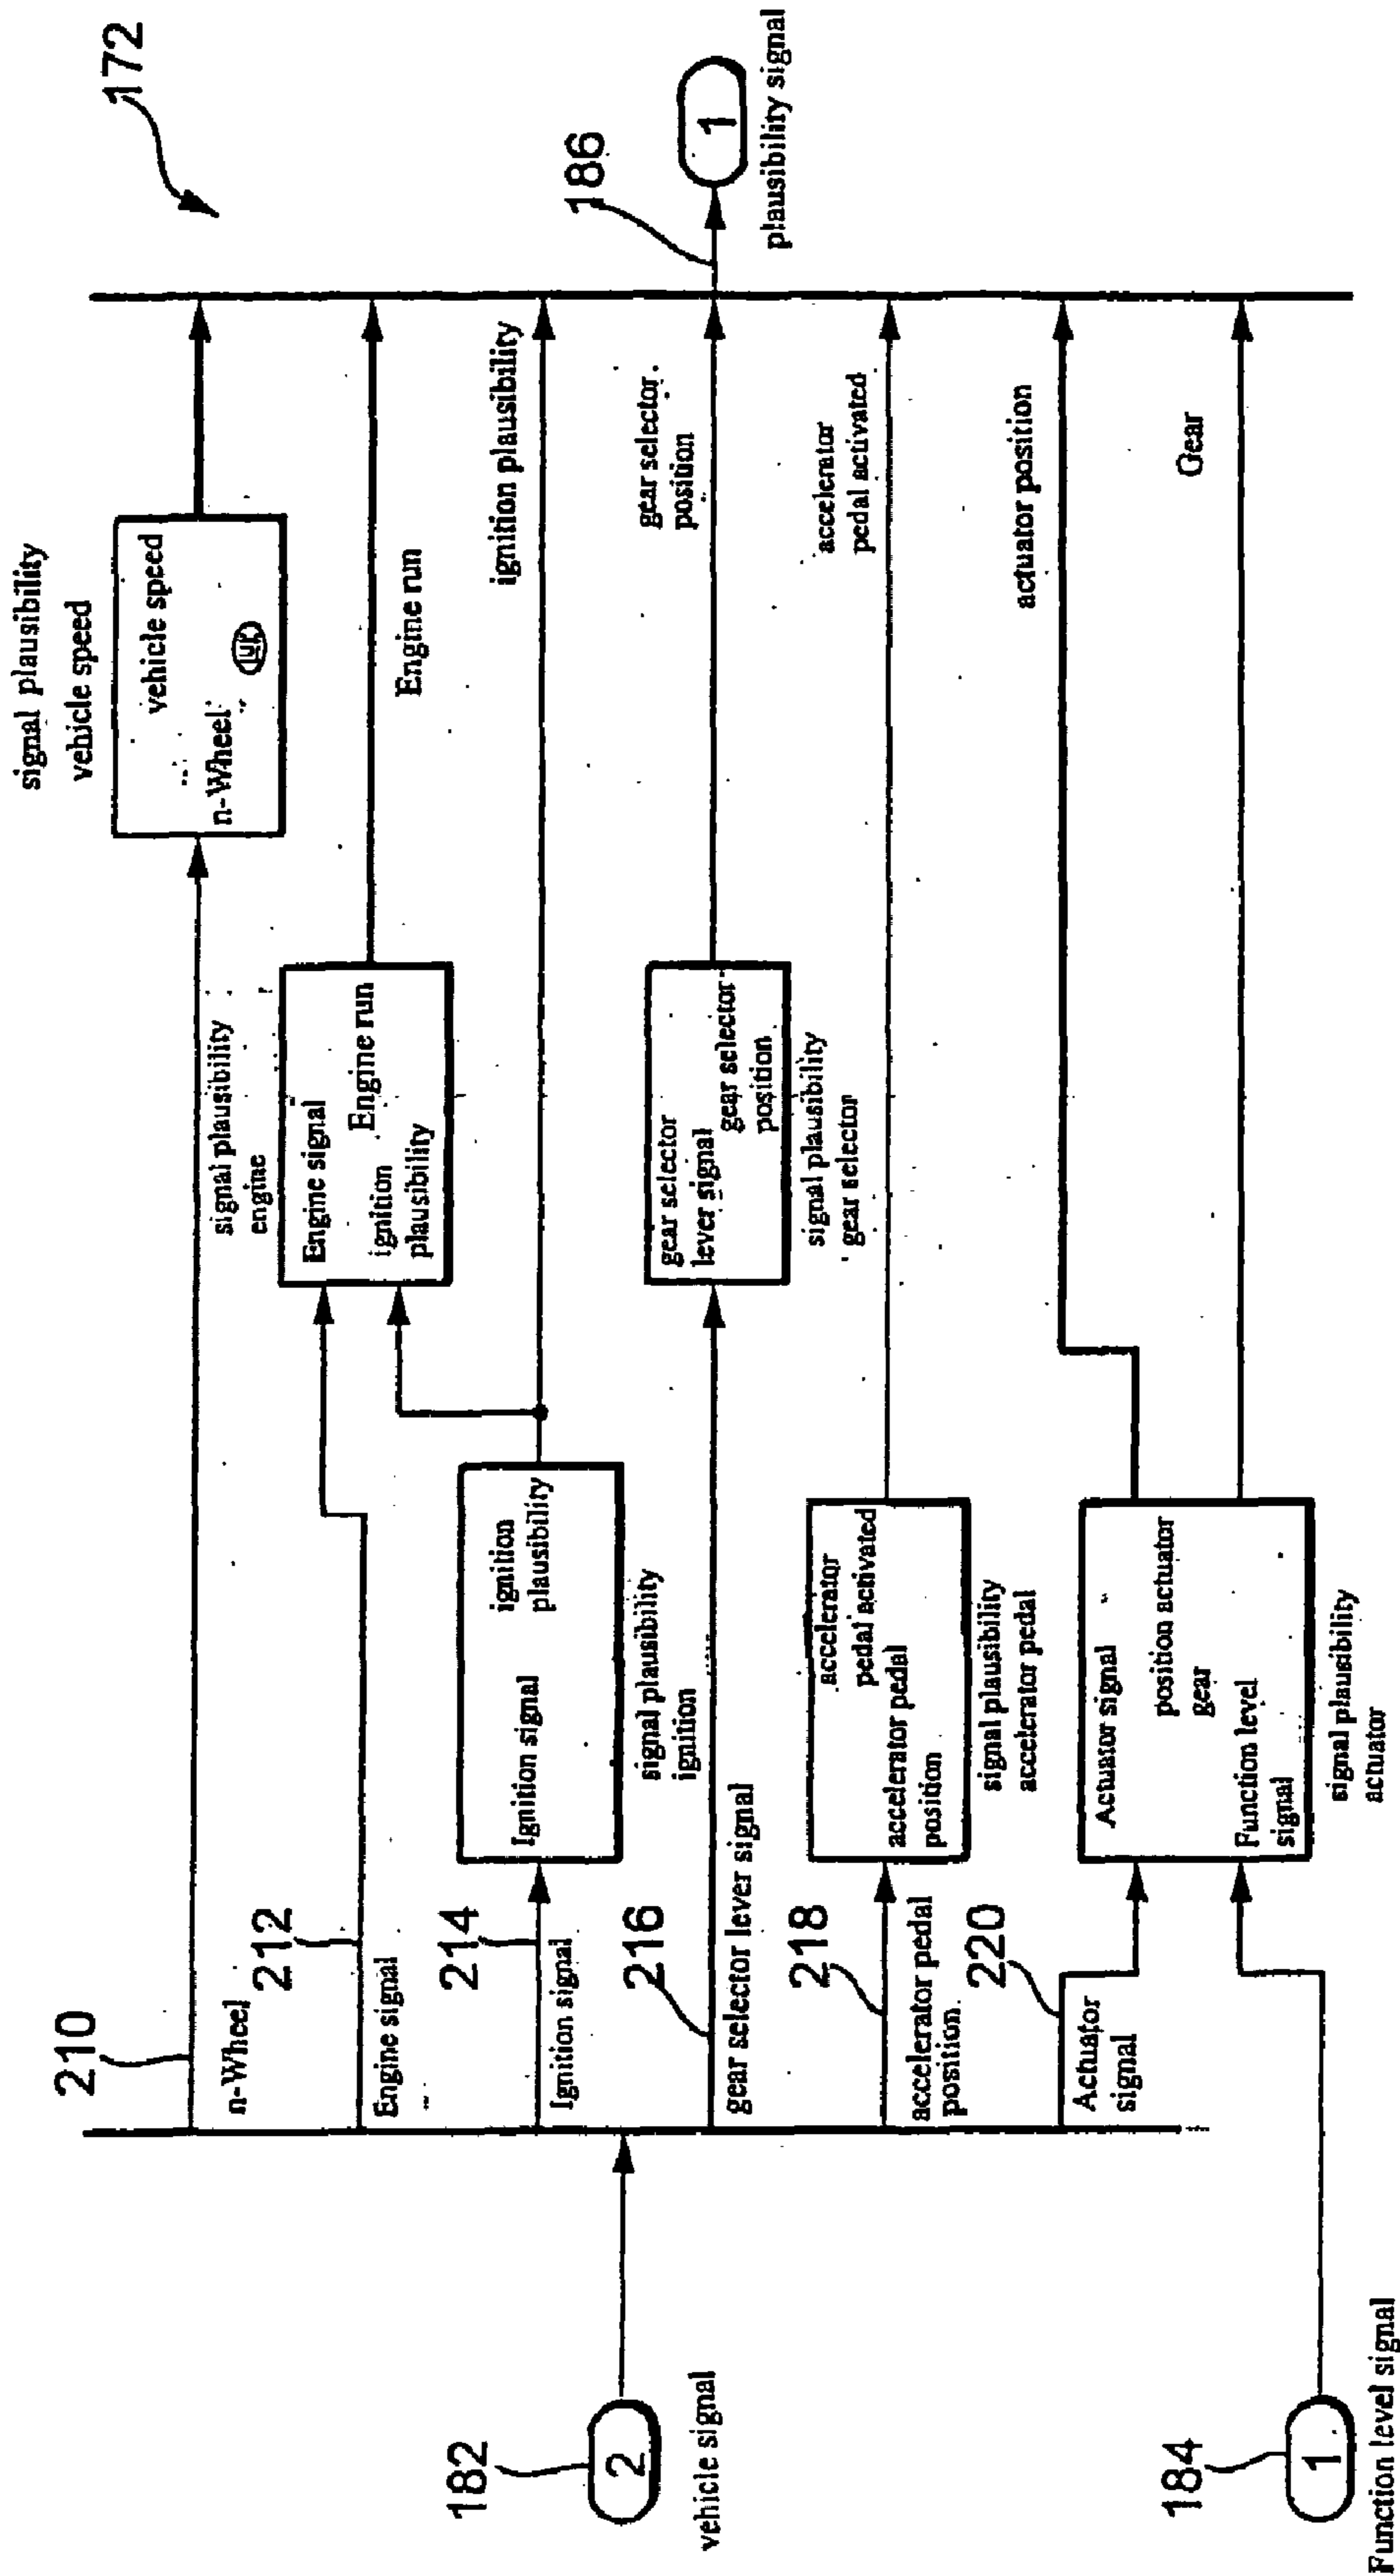 172
signal plausibility
vehicle speed
vehicle speed
n-Wheel
LuK
210
n-Wheel
signal plausibility
engine
Engine signal
Engine run
ignition
plausibility
Engine run
212
Engine signal
ignition plausibility
214
Ignition signal
Ignition signal
ignition
plausibility
signal plausibility
ignition
182
2
vehicle signal
186
1
plausibility signal
216
gear selector lever signal
gear selector
lever signal
gear selector
position
signal plausibility
gear selector
gear selector
position
218
accelerator pedal
position
accelerator
pedal activated
accelerator pedal
position
signal plausibility
accelerator pedal
accelerator
pedal activated
220
Actuator
signal
Actuator signal
position actuator
gear
Function level
signal
signal plausibility
actuator
actuator position
Gear
184
1
Function level signal